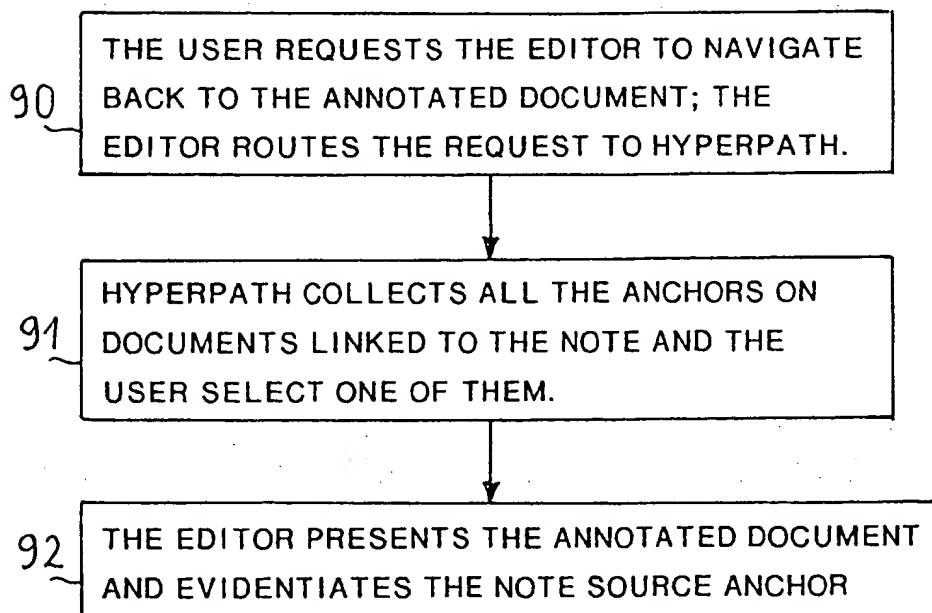 THE USER REQUESTS THE EDITOR TO NAVIGATE
90
BACK TO THE ANNOTATED DOCUMENT; THE
EDITOR ROUTES THE REQUEST TO HYPERPATH.
HYPERPATH COLLECTS ALL THE ANCHORS ON
91
DOCUMENTS LINKED TO THE NOTE AND THE
USER SELECT ONE OF THEM.
92
THE EDITOR PRESENTS THE ANNOTATED DOCUMENT
AND EVIDENTIATES THE NOTE SOURCE ANCHOR